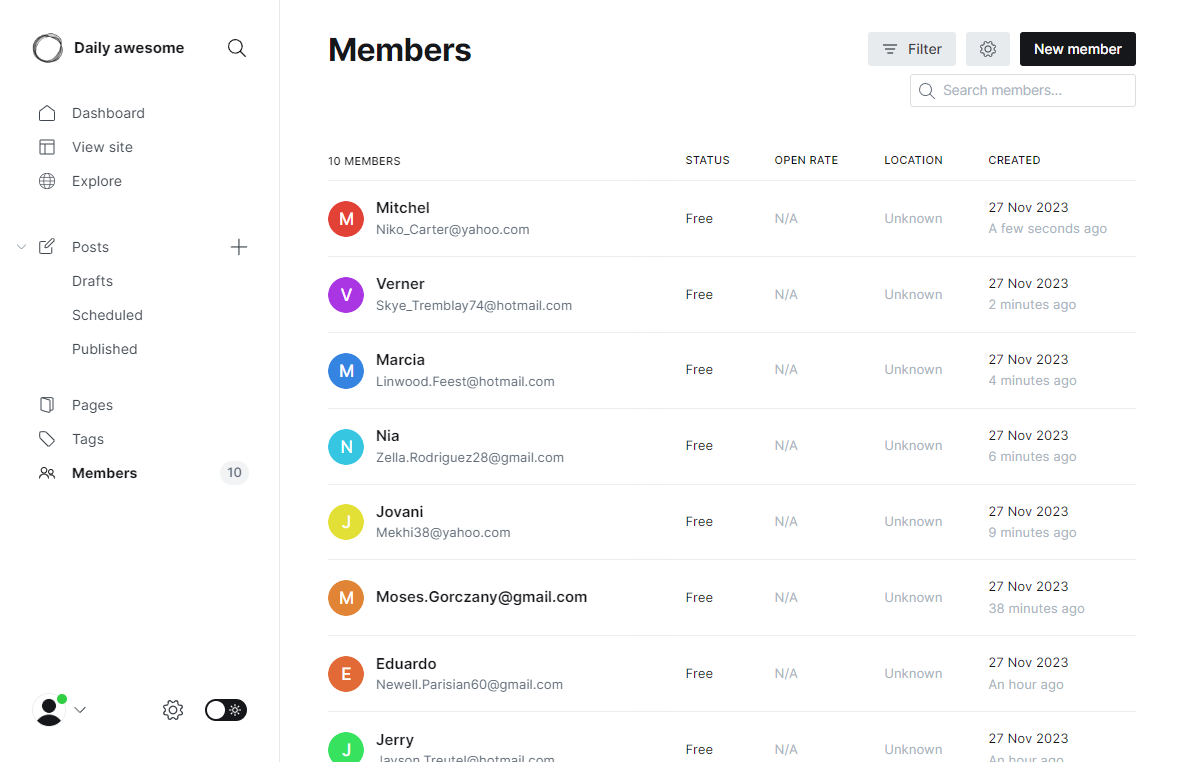 Daily awesome
Dashboard
View site
Explore
Posts
Drafts
Scheduled
Published
Pages
Tags
Members 10
Members
Filter
New member
Search members...
10 MEMBERS STATUS OPEN RATE LOCATION CREATED
M Mitchel Free N/A Unknown 27 Nov 2023
Niko_Carter@yahoo.com A few seconds ago
V Verner Free N/A Unknown 27 Nov 2023
Skye_Tremblay74@hotmail.com 2 minutes ago
M Marcia Free N/A Unknown 27 Nov 2023
Linwood.Feest@hotmail.com 4 minutes ago
N Nia Free N/A Unknown 27 Nov 2023
Zella.Rodriguez28@gmail.com 6 minutes ago
J Jovani Free N/A Unknown 27 Nov 2023
Mekhi38@yahoo.com 9 minutes ago
M Moses.Gorczany@gmail.com Free N/A Unknown 27 Nov 2023
38 minutes ago
E Eduardo Free N/A Unknown 27 Nov 2023
Newell.Parisian60@gmail.com An hour ago
J Jerry Free N/A Unknown 27 Nov 2023
Jayson.Treutel@hotmail.com An hour ago